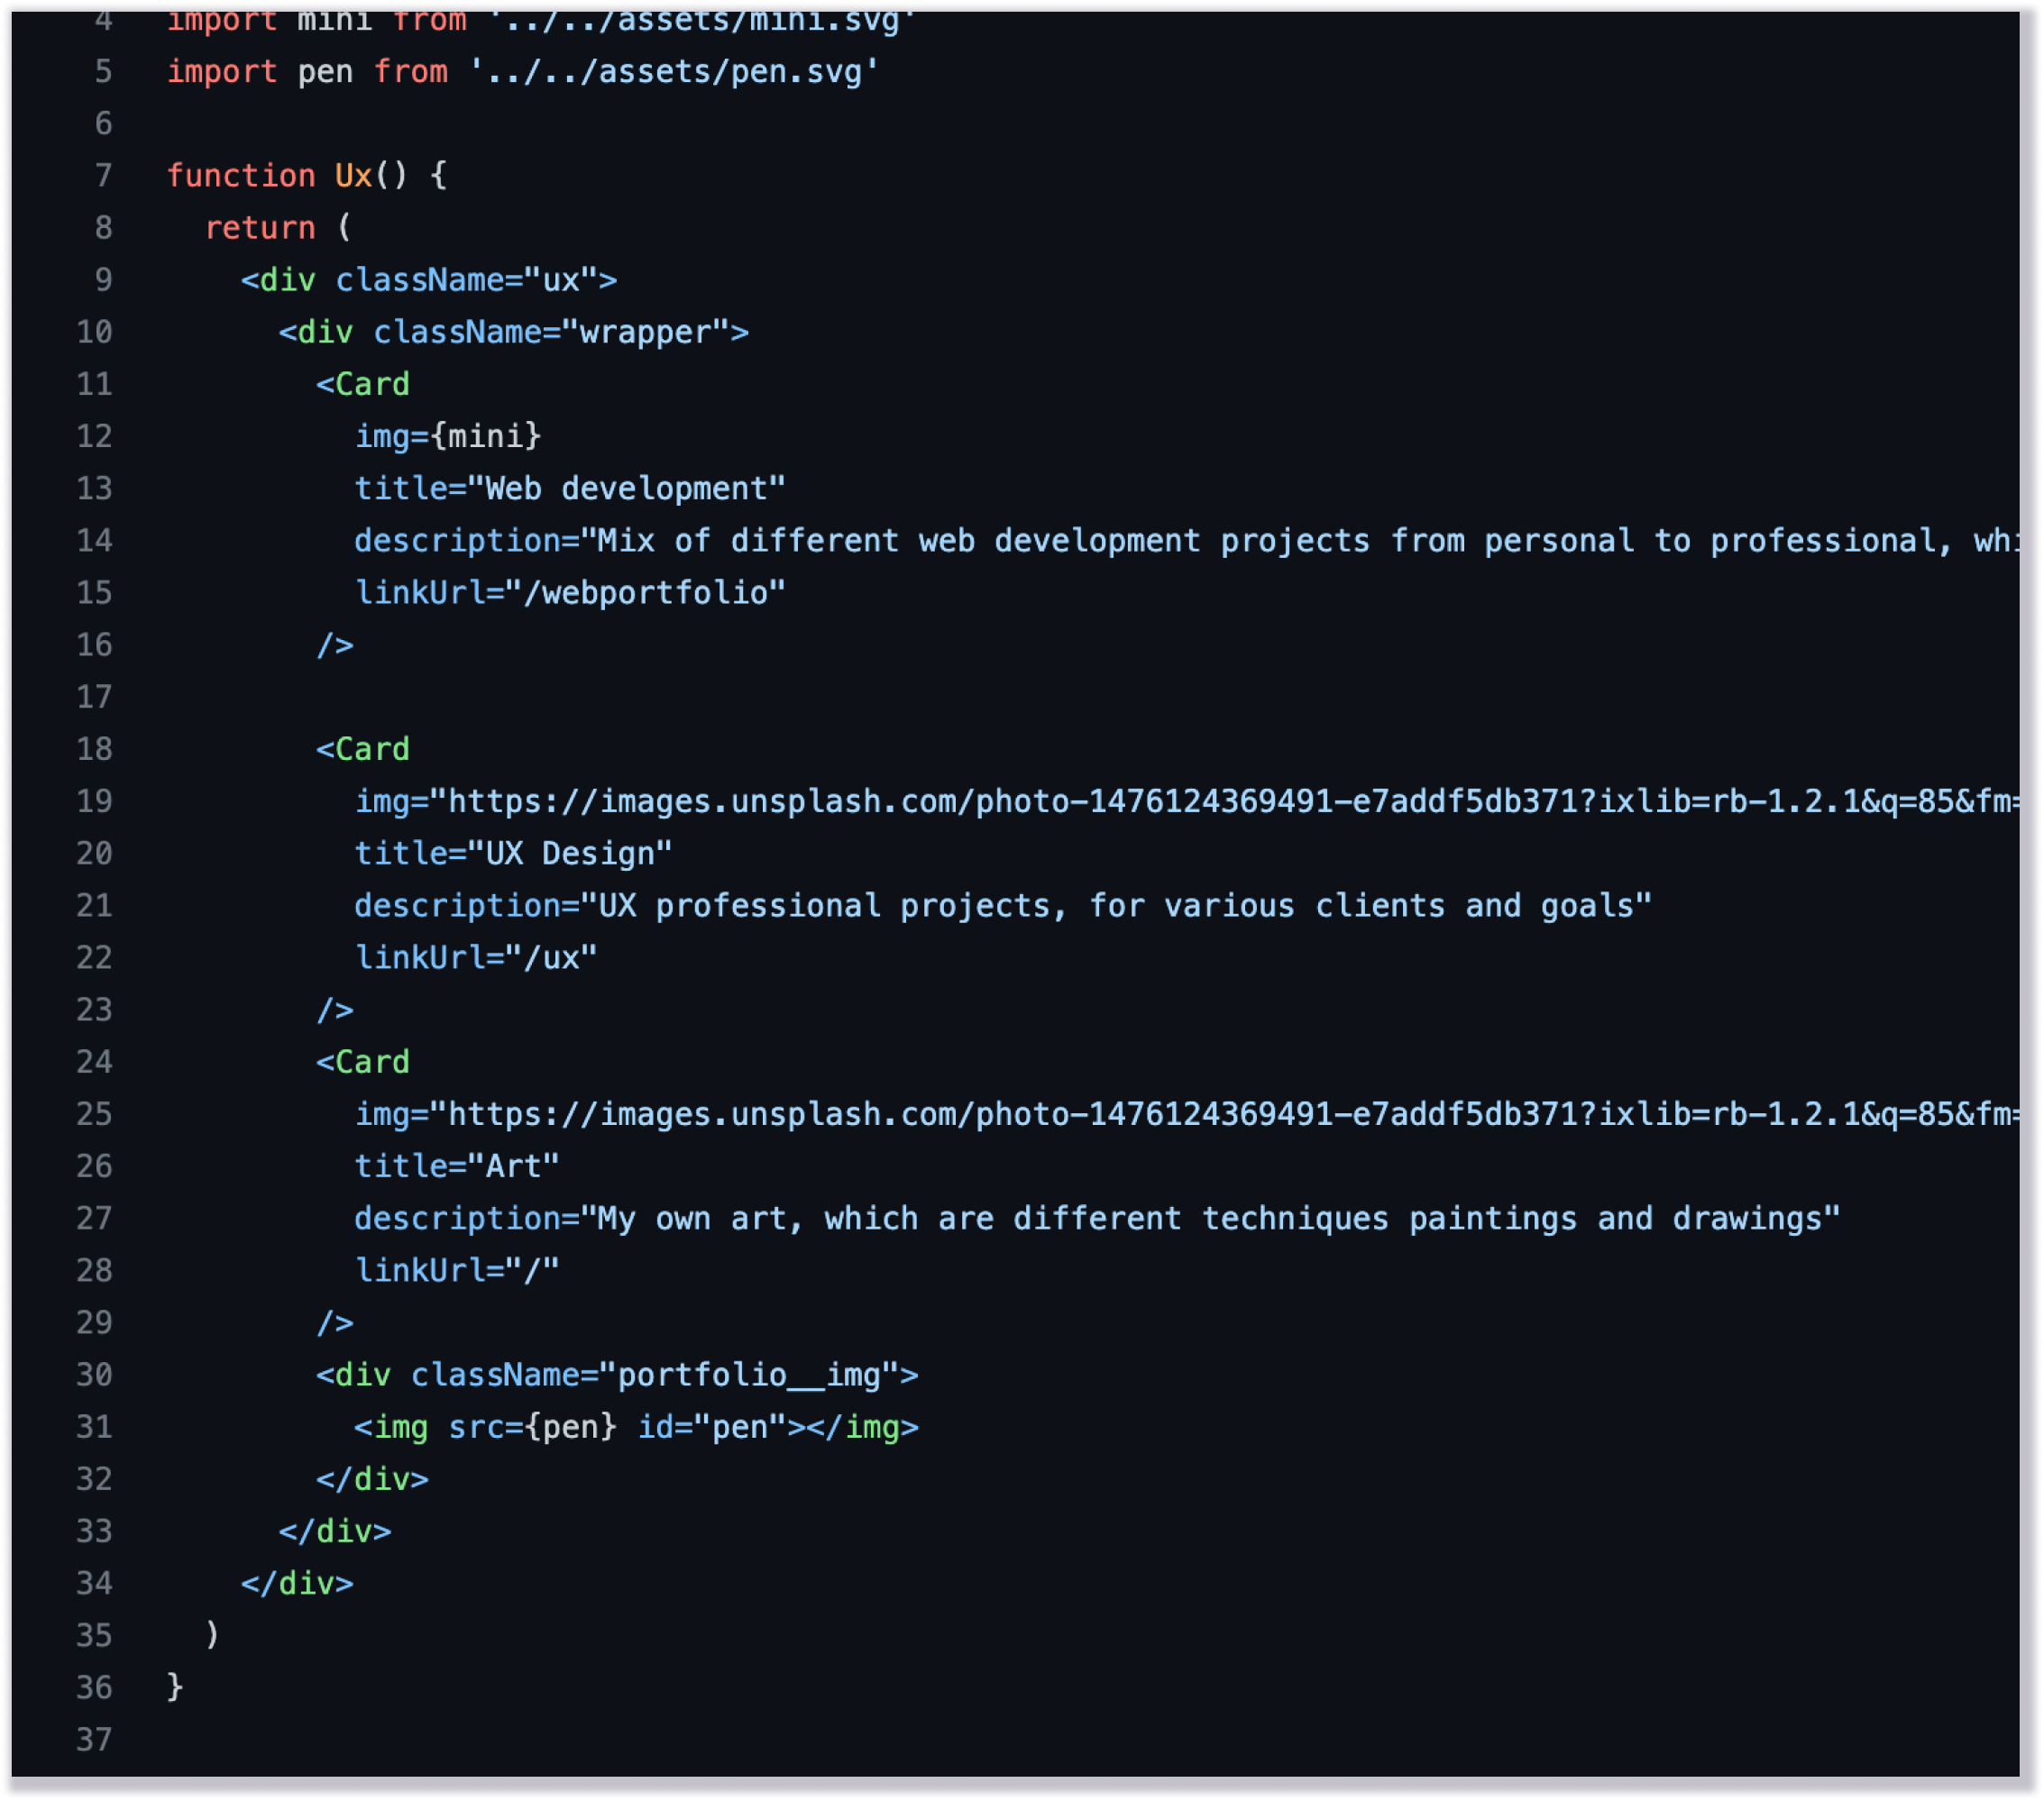 4 import mini from '../../assets/mini.svg'
5 import pen from '../../assets/pen.svg'
6
7 function Ux() {
8 return (
9 <div className="ux">
10 <div className="wrapper">
11 <Card
12 img={mini}
13 title="Web development"
14 description="Mix of different web development projects from personal to professional, whi
15 linkUrl="/webportfolio"
16 />
17
18 <Card
19 img="https://images.unsplash.com/photo-1476124369491-e7addf5db371?ixlib=rb-1.2.1&q=85&fm=
20 title="UX Design"
21 description="UX professional projects, for various clients and goals"
22 linkUrl="/ux"
23 />
24 <Card
25 img="https://images.unsplash.com/photo-1476124369491-e7addf5db371?ixlib=rb-1.2.1&q=85&fm=
26 title="Art"
27 description="My own art, which are different techniques paintings and drawings"
28 linkUrl="/"
29 />
30 <div className="portfolio__img">
31 <img src={pen} id="pen"></img>
32 </div>
33 </div>
34 </div>
35 )
36 }
37